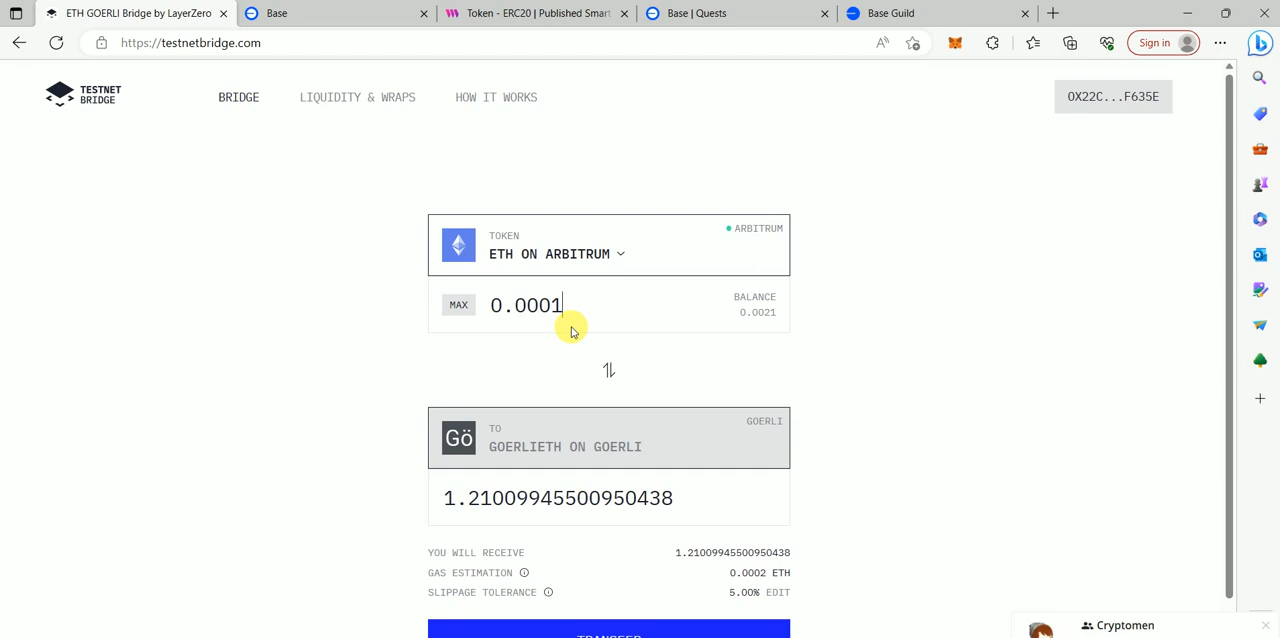 ETH GOERLI Bridge by LayerZero
Base
Token - ERC20 | Published Smart
Base | Quests
Base Guild
https://testnetbridge.com
Sign in
TESTNET
BRIDGE
BRIDGE
LIQUIDITY & WRAPS
HOW IT WORKS
0X22C...F635E
TOKEN
ARBITRUM
ETH ON ARBITRUM
MAX
0.0001
BALANCE
0.0021
Gö
TO
GOERLI
GOERLIETH ON GOERLI
1.21009945500950438
YOU WILL RECEIVE
1.21009945500950438
GAS ESTIMATION
0.0002 ETH
SLIPPAGE TOLERANCE
5.00% EDIT
TRANSFER
Cryptomen